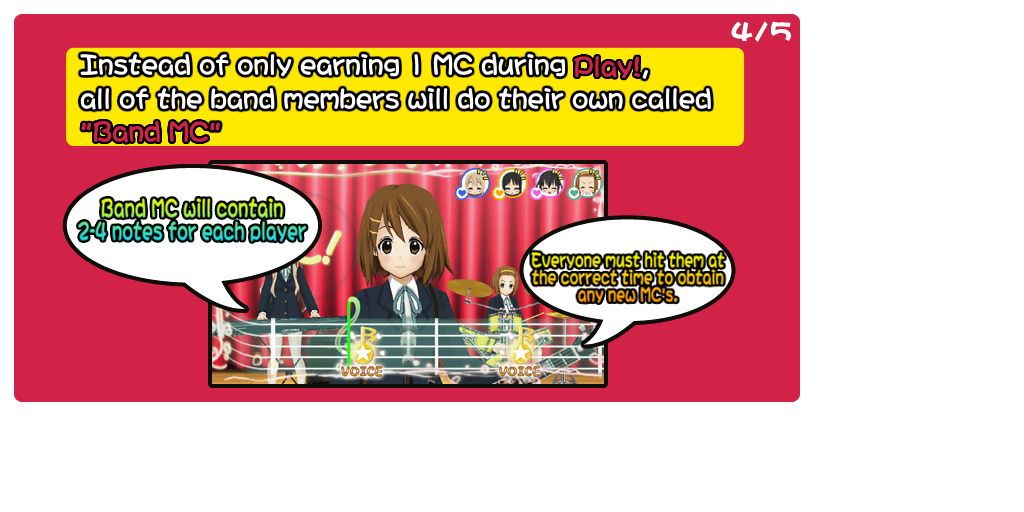 4/5
Instead of only earning 1 MC during Play!,
all of the band members will do their own called
"Band MC"
Band MC will contain
2-4 notes for each player
Everyone must hit them at
the correct time to obtain
any new MC's.
B
VOICE
B
VOICE